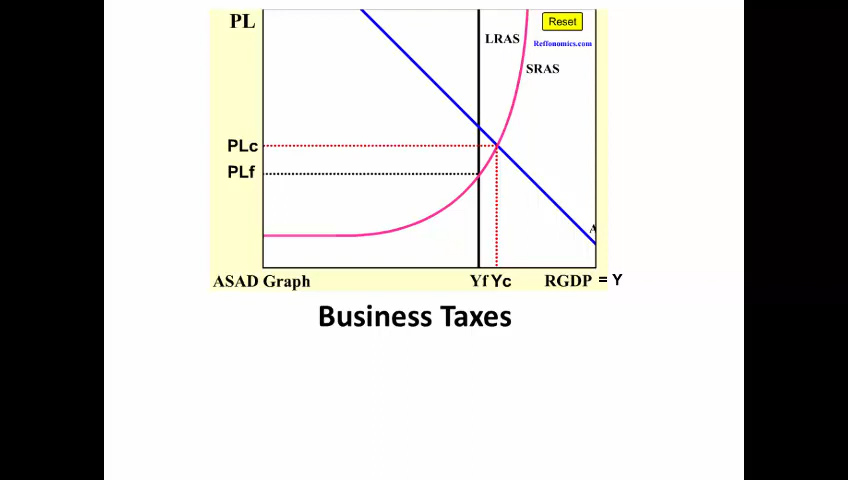 PL
Reset
LRAS
Reffonomics.com
SRAS
PLc
PLf
A
ASAD Graph
Yf Yc
RGDP = Y
Business Taxes